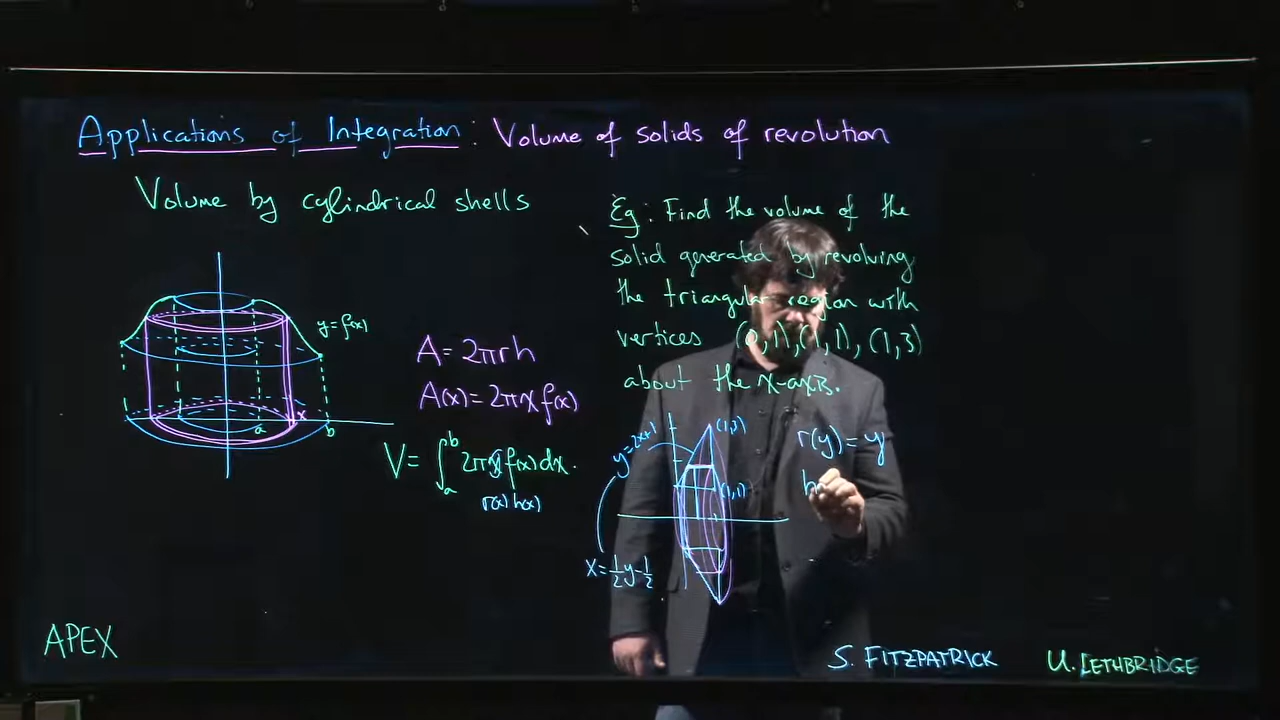 Applications of Integration: Volume of solids of revolution
Volume by cylindrical shells
y=f(x)
x
a
b
A=2πrh
A(x)=2πx f(x)
V=∫ₐᵇ 2πx f(x)dx.
r(x) h(x)
Eg: Find the volume of the
solid generated by revolving
the triangular region with
vertices (0,1),(1,1),(1,3)
about the x-axis.
y=2x+1
(1,3)
(1,1)
x=½y-½
r(y)=y
h
APEX
S. FITZPATRICK
U. LETHBRIDGE